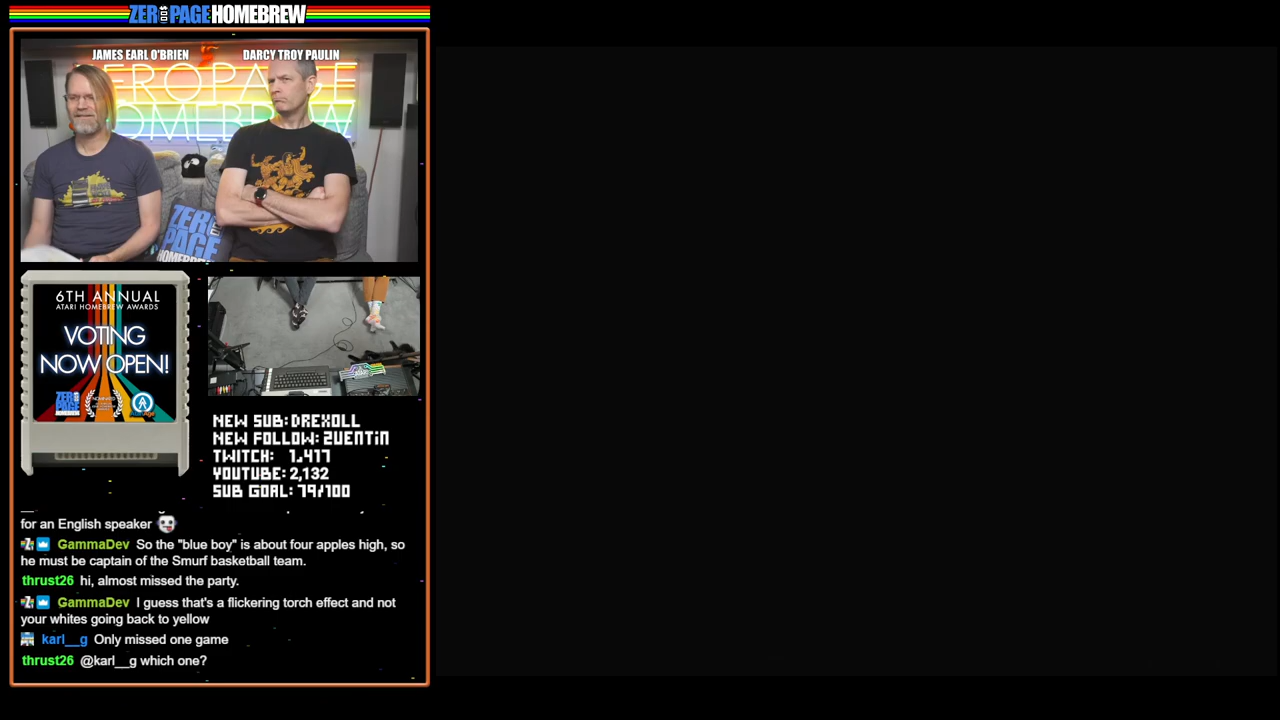 ZEROPAGE HOMEBREW
JAMES EARL O'BRIEN
DARCY TROY PAULIN
ZERO
PAGE
HOMEBREW
6TH ANNUAL
ATARI HOMEBREW AWARDS
VOTING
NOW OPEN!
NEW SUB: DREXOLL
NEW FOLLOW: ZUENTIN
TWITCH: 1,417
YOUTUBE: 2,132
SUB GOAL: 79/100
for an English speaker
GammaDev So the "blue boy" is about four apples high, so
he must be captain of the Smurf basketball team.
thrust26 hi, almost missed the party.
GammaDev I guess that's a flickering torch effect and not
your whites going back to yellow
karl__g Only missed one game
thrust26 @karl__g which one?